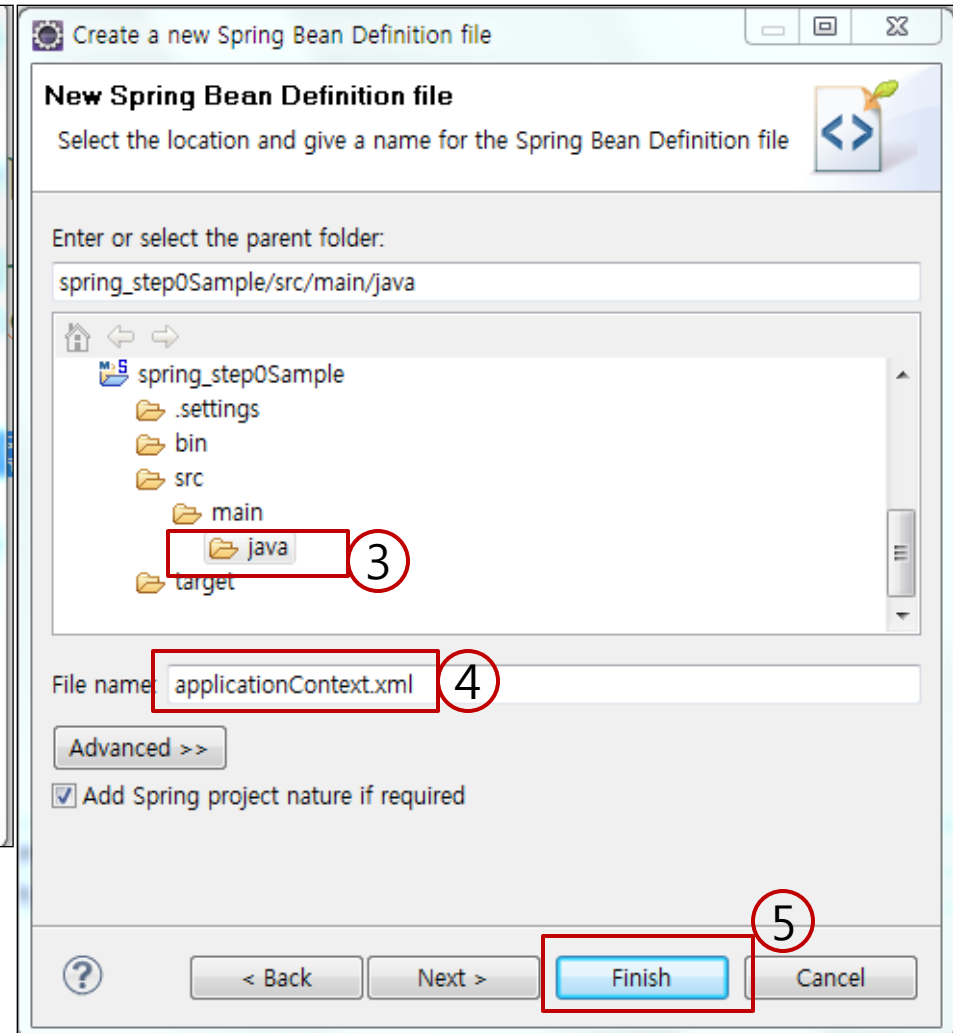 Create a new Spring Bean Definition file
New Spring Bean Definition file
Select the location and give a name for the Spring Bean Definition file
Enter or select the parent folder:
spring_step0Sample/src/main/java
spring_step0Sample
.settings
bin
src
main
java
③
target
File name: applicationContext.xml
④
Advanced >>
Add Spring project nature if required
⑤
< Back
Next >
Finish
Cancel